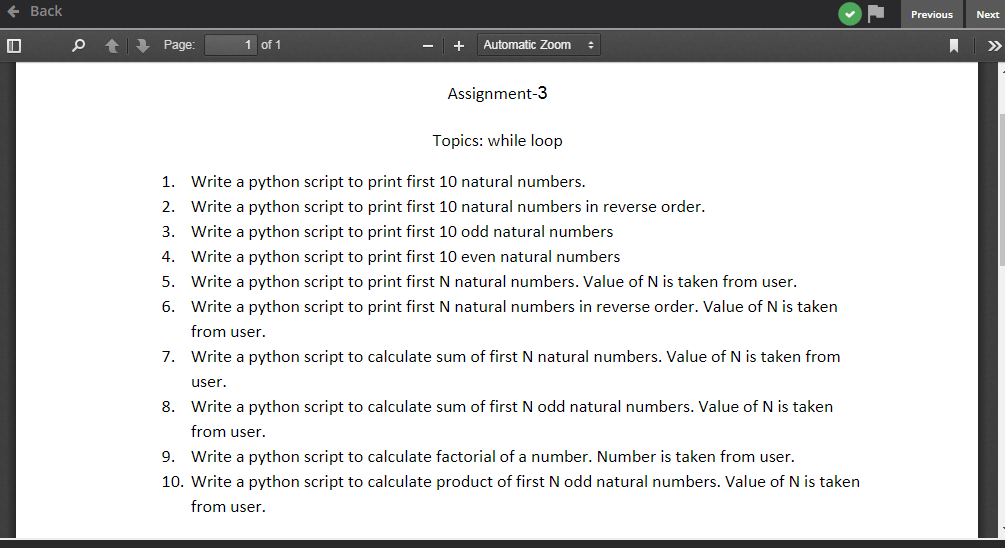 Back
Previous
Next
Page:
1 of 1
Automatic Zoom
Assignment-3
Topics: while loop
1. Write a python script to print first 10 natural numbers.
2. Write a python script to print first 10 natural numbers in reverse order.
3. Write a python script to print first 10 odd natural numbers
4. Write a python script to print first 10 even natural numbers
5. Write a python script to print first N natural numbers. Value of N is taken from user.
6. Write a python script to print first N natural numbers in reverse order. Value of N is taken
from user.
7. Write a python script to calculate sum of first N natural numbers. Value of N is taken from
user.
8. Write a python script to calculate sum of first N odd natural numbers. Value of N is taken
from user.
9. Write a python script to calculate factorial of a number. Number is taken from user.
10. Write a python script to calculate product of first N odd natural numbers. Value of N is taken
from user.